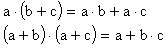 a · (b + c) = a · b + a · c
(a + b) · (a + c) = a + b · c